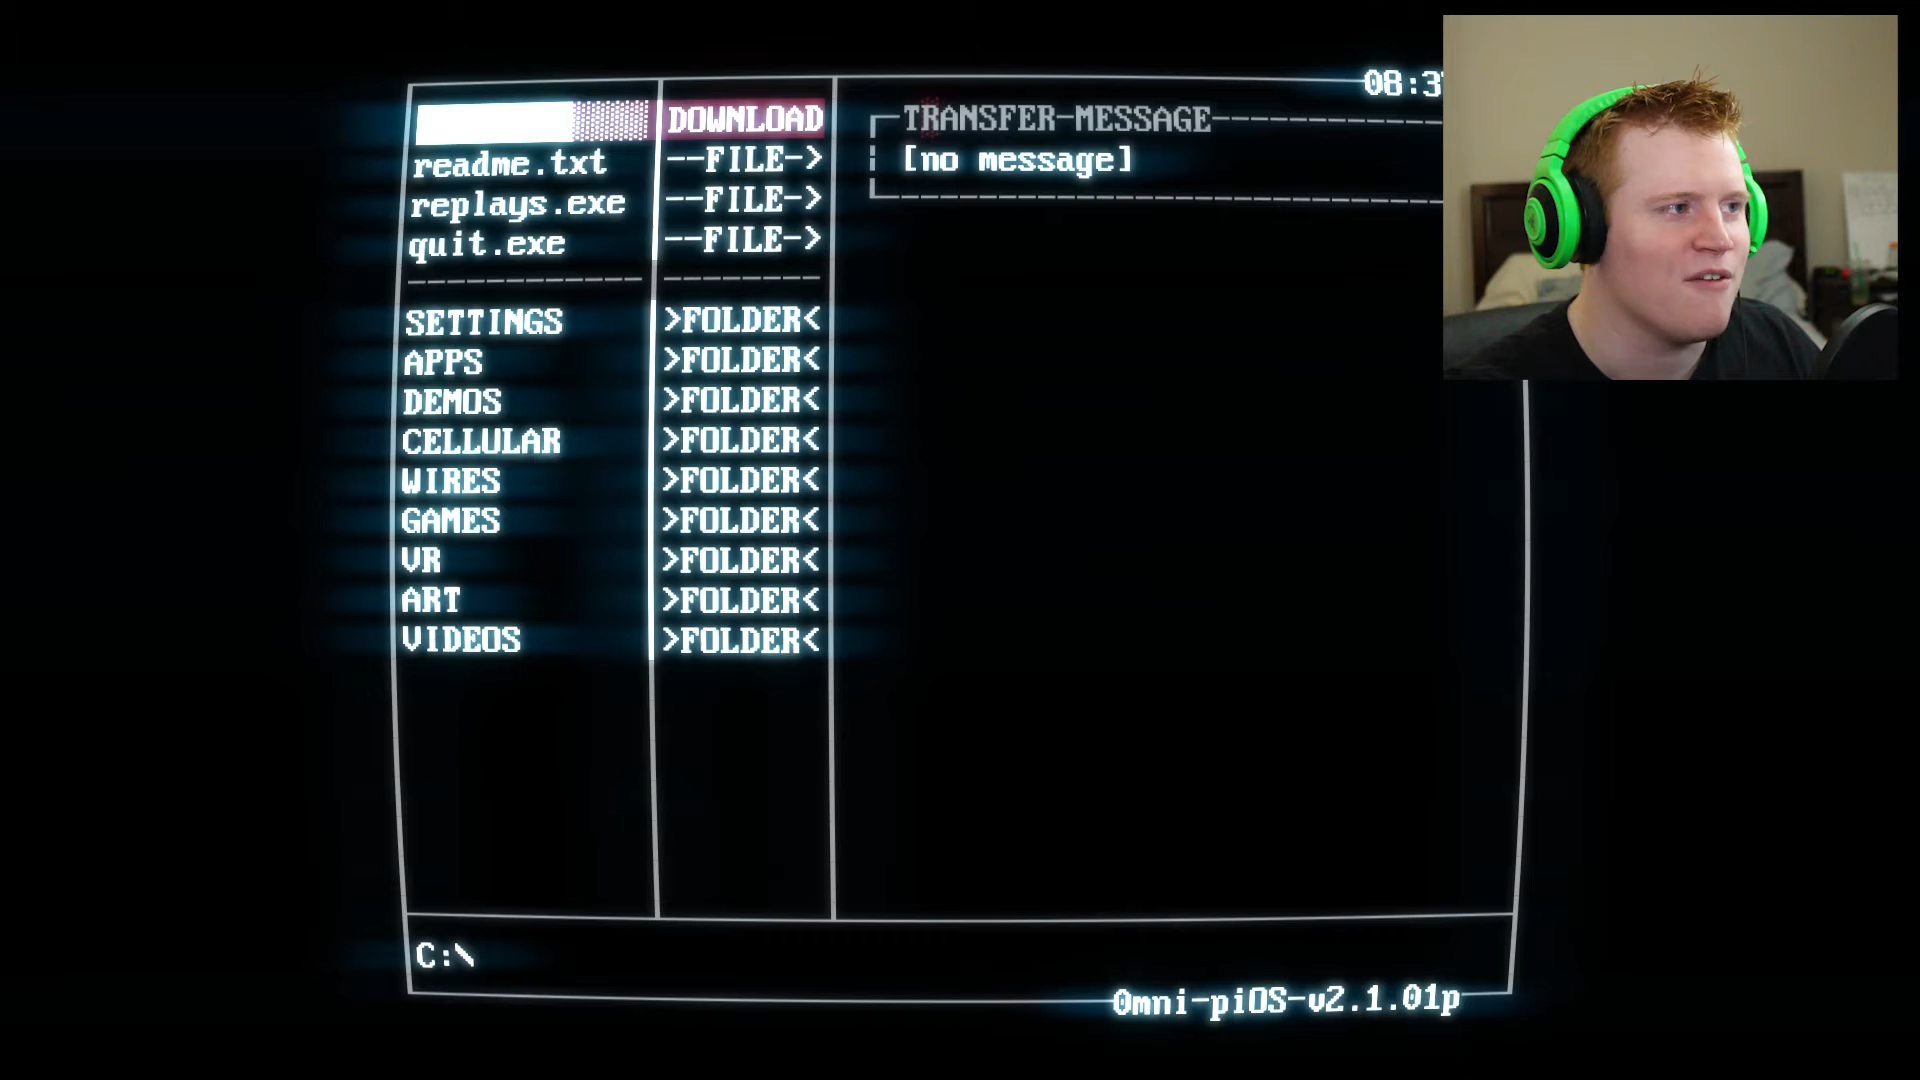 08:3
DOWNLOAD
TRANSFER-MESSAGE
[no message]
readme.txt --FILE->
replays.exe --FILE->
quit.exe --FILE->
SETTINGS >FOLDER<
APPS >FOLDER<
DEMOS >FOLDER<
CELLULAR >FOLDER<
WIRES >FOLDER<
GAMES >FOLDER<
VR >FOLDER<
ART >FOLDER<
VIDEOS >FOLDER<
C:\
0mni-piOS-v2.1.01p